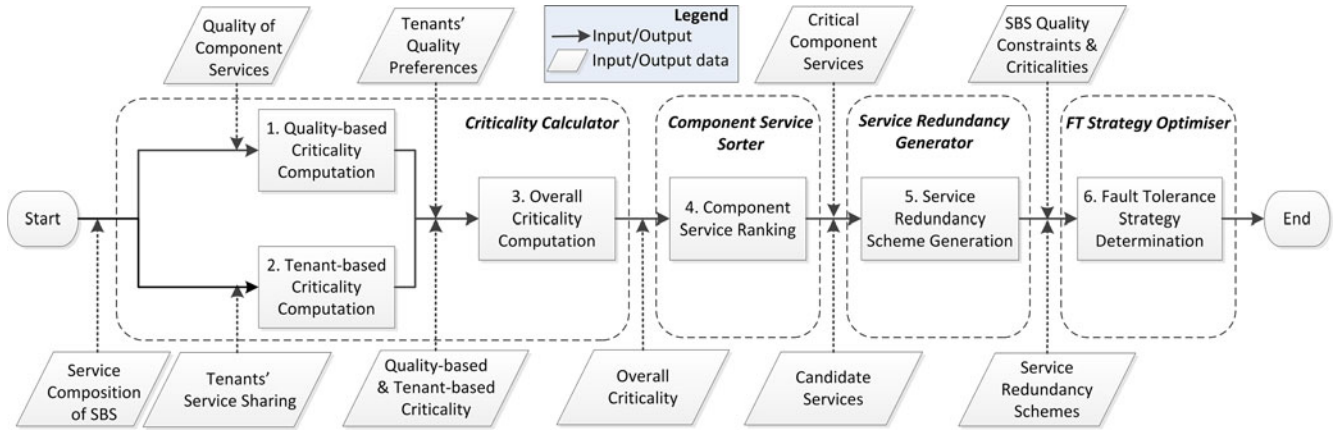 Quality of
Component
Services
Tenants'
Quality
Preferences
Legend
Input/Output
Input/Output data
Critical
Component
Services
SBS Quality
Constraints &
Criticalities
Criticality Calculator
Component Service
Sorter
Service Redundancy
Generator
FT Strategy Optimiser
Start
1. Quality-based
Criticality
Computation
2. Tenant-based
Criticality
Computation
3. Overall
Criticality
Computation
4. Component
Service Ranking
5. Service
Redundancy
Scheme Generation
6. Fault Tolerance
Strategy
Determination
End
Service
Composition
of SBS
Tenants'
Service Sharing
Quality-based
& Tenant-based
Criticality
Overall
Criticality
Candidate
Services
Service
Redundancy
Schemes